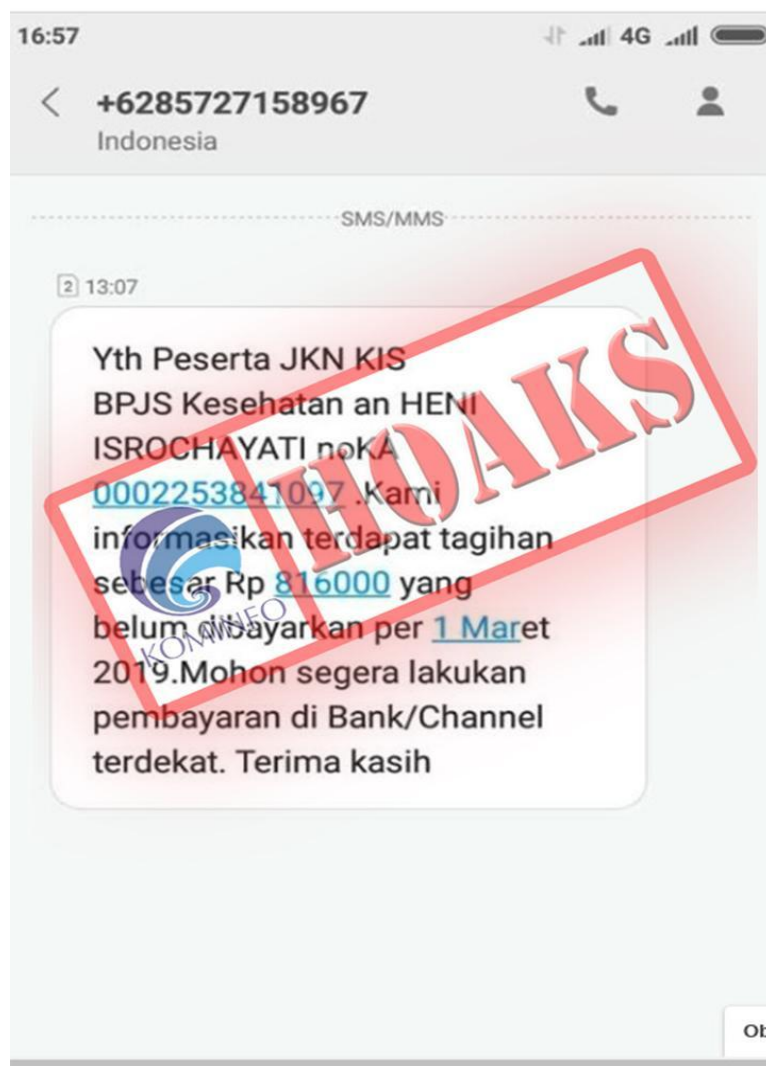 16:57
4G
+6285727158967
Indonesia
SMS/MMS
2 13:07
Yth Peserta JKN KIS
BPJS Kesehatan an HENI
ISROCHAYATI noKA
0002253841097 .Kami
informasikan terdapat tagihan
sebesar Rp 816000 yang
belum dibayarkan per 1 Maret
2019.Mohon segera lakukan
pembayaran di Bank/Channel
terdekat. Terima kasih
HOAKS
KOMINFO